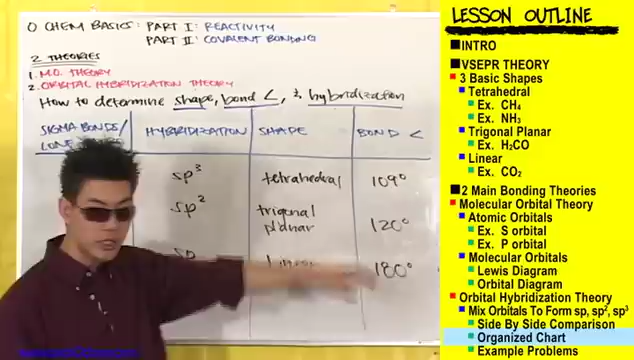 O CHEM BASICS: PART I: REACTIVITY
PART II: COVALENT BONDING
2 THEORIES
1. M.O. THEORY
2. ORBITAL HYBRIDIZATION THEORY
How to determine shape, bond <, & hybridization
SIGMA BONDS/ HYBRIDIZATION SHAPE BOND <
LONE
sp³ tetrahedral 109°
sp² trigonal planar 120°
sp 180°
LESSON OUTLINE
INTRO
VSEPR THEORY
3 Basic Shapes
Tetrahedral
Ex. CH₄
Ex. NH₃
Trigonal Planar
Ex. H₂CO
Linear
Ex. CO₂
2 Main Bonding Theories
Molecular Orbital Theory
Atomic Orbitals
Ex. S orbital
Ex. P orbital
Molecular Orbitals
Lewis Diagram
Orbital Diagram
Orbital Hybridization Theory
Mix Orbitals To Form sp, sp², sp³
Side By Side Comparison
Organized Chart
Example Problems